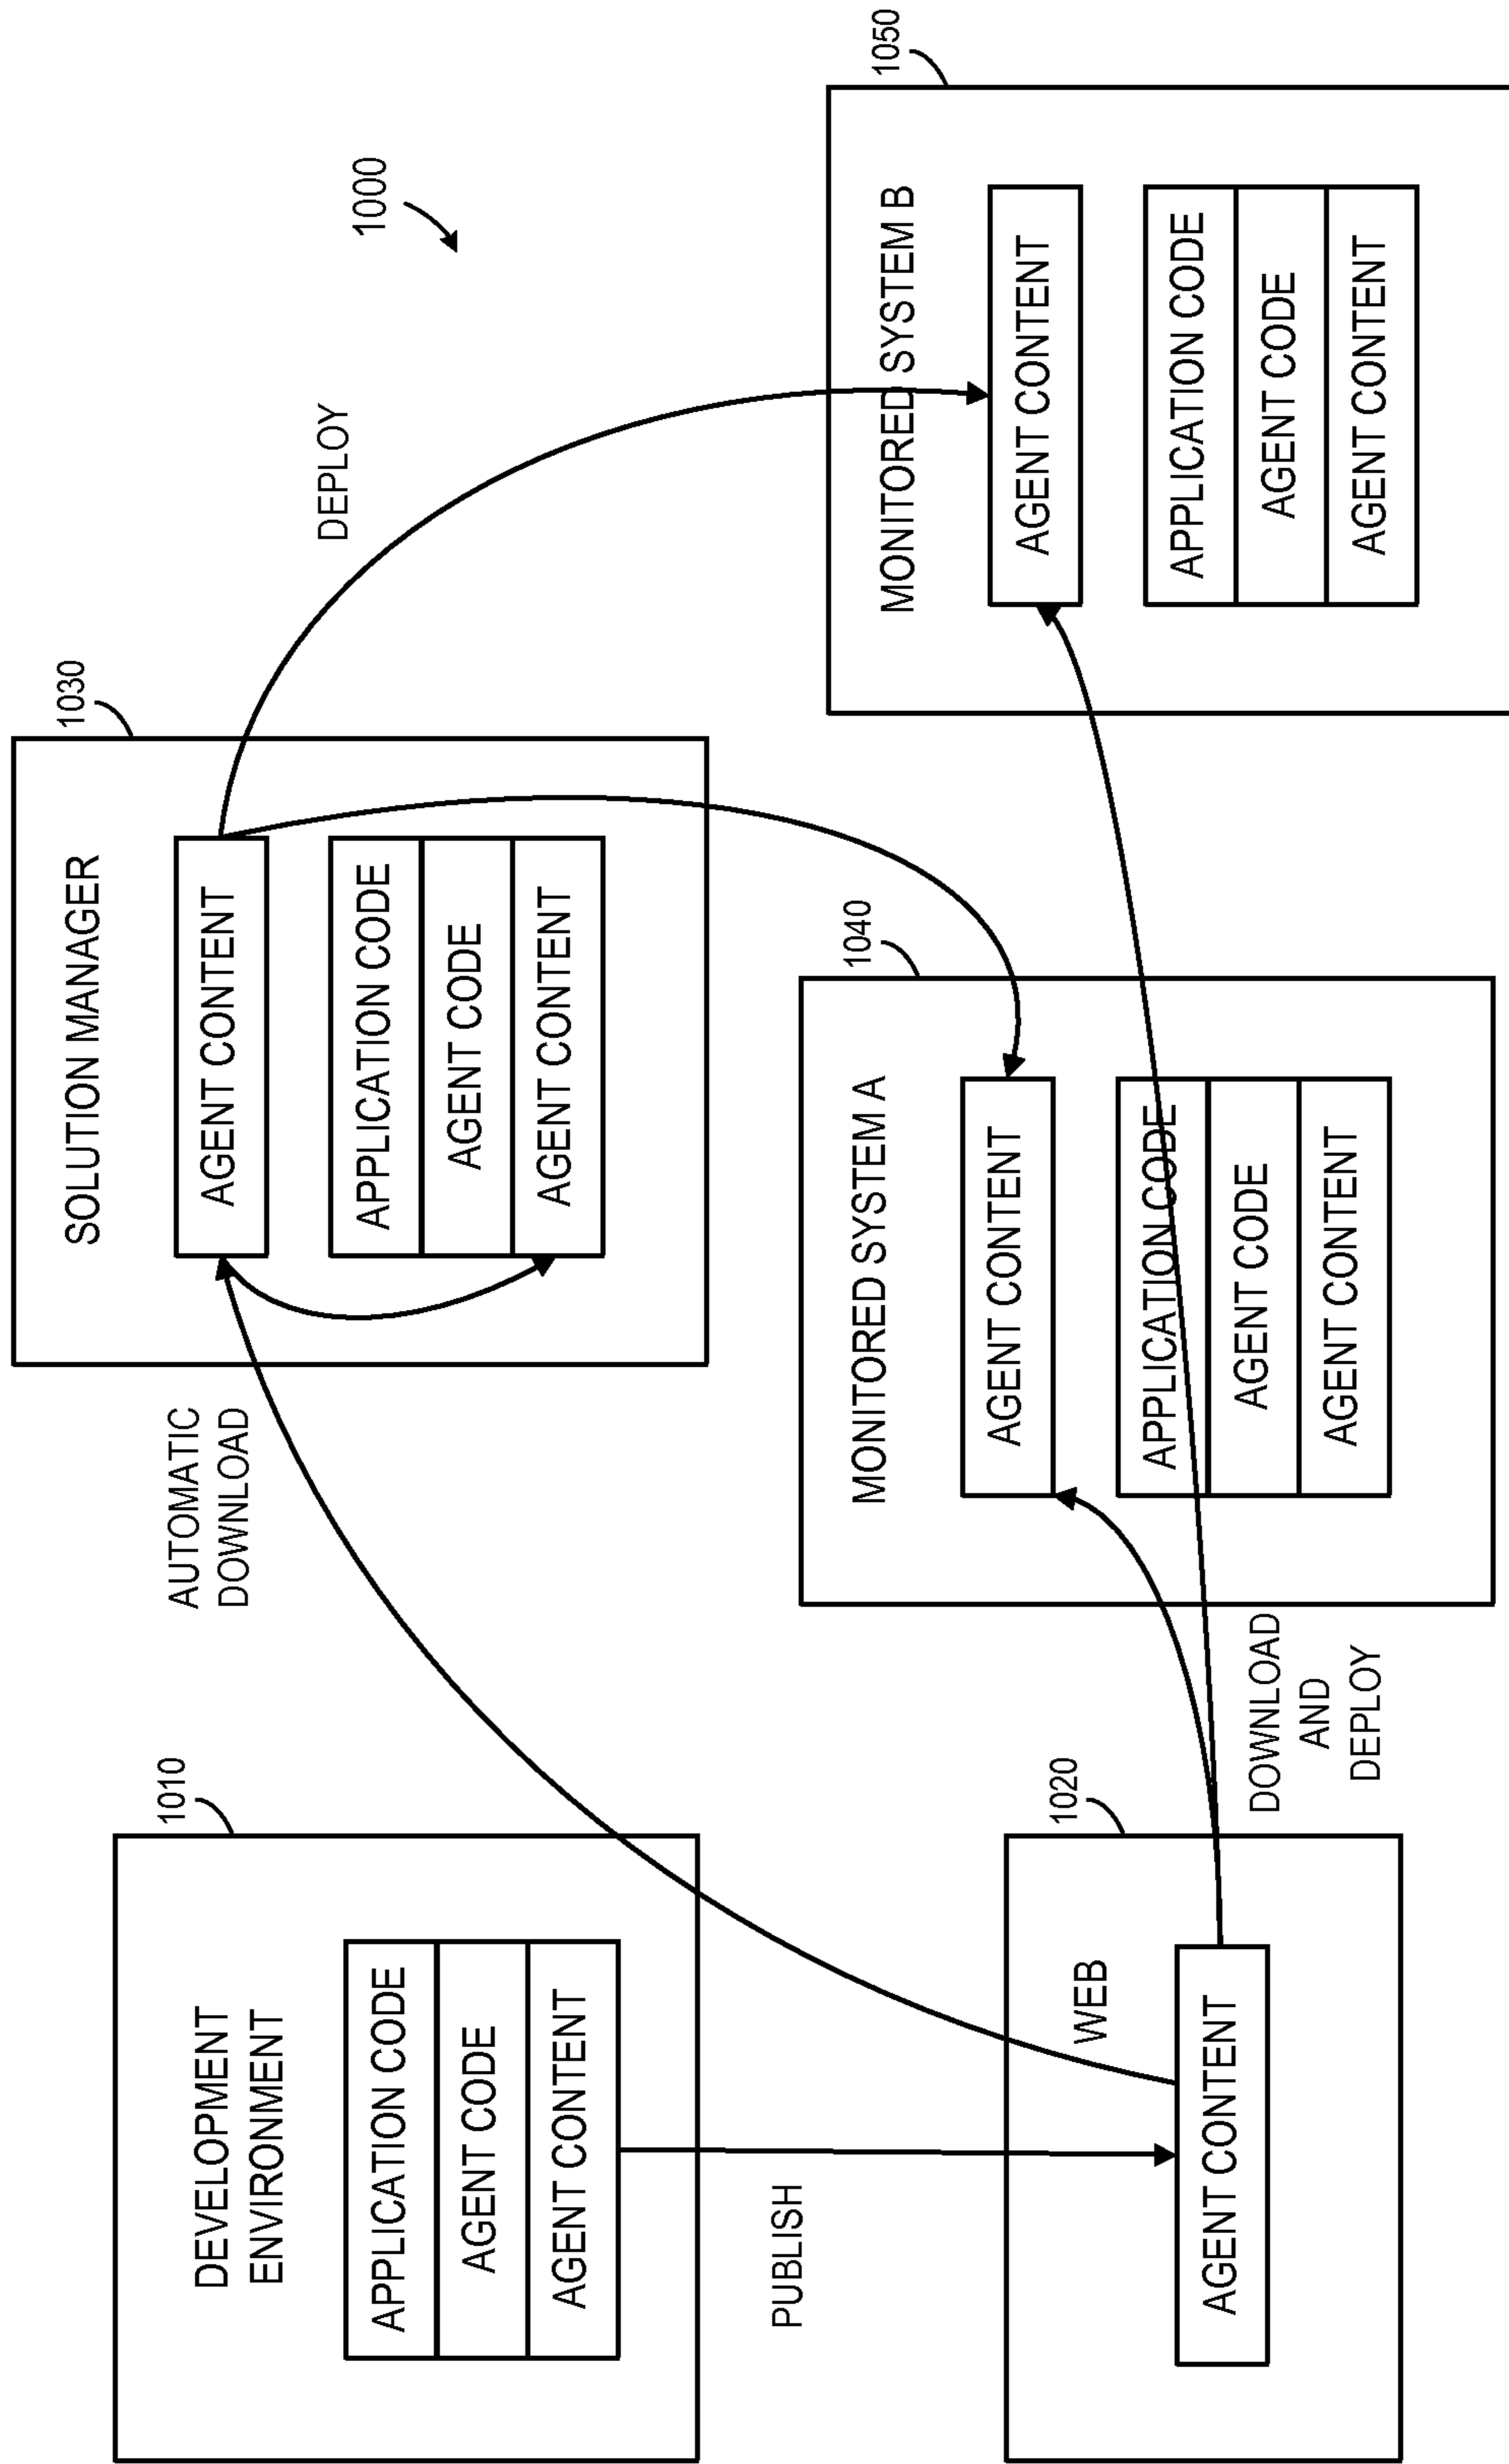 1000
DEVELOPMENT
ENVIRONMENT
APPLICATION CODE
AGENT CODE
AGENT CONTENT
1010
PUBLISH
WEB
AGENT CONTENT
1020
AUTOMATIC
DOWNLOAD
SOLUTION MANAGER
AGENT CONTENT
APPLICATION CODE
AGENT CODE
AGENT CONTENT
1030
DEPLOY
DOWNLOAD
AND
DEPLOY
MONITORED SYSTEM A
AGENT CONTENT
APPLICATION CODE
AGENT CODE
AGENT CONTENT
1040
MONITORED SYSTEM B
AGENT CONTENT
APPLICATION CODE
AGENT CODE
AGENT CONTENT
1050